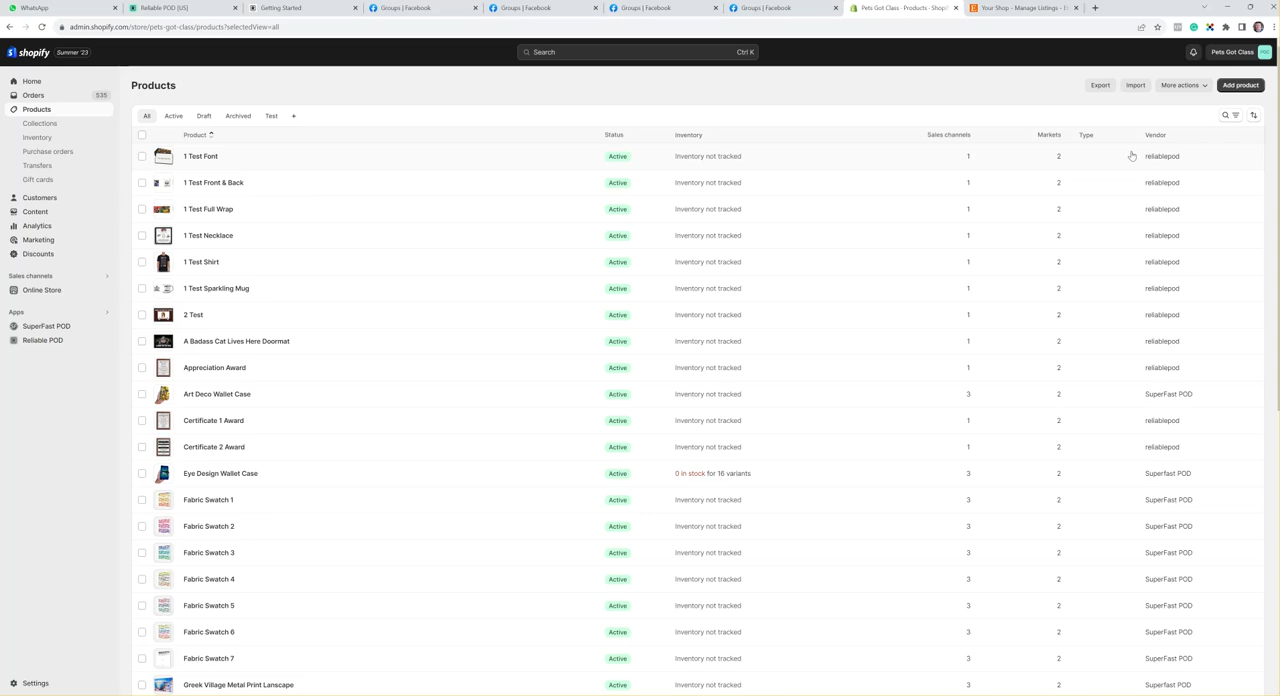 WhatsApp
Reliable POD [US]
Getting Started
Groups | Facebook
Groups | Facebook
Groups | Facebook
Groups | Facebook
Pets Got Class - Products - Shopif
Your Shop - Manage Listings - E
admin.shopify.com/store/pets-got-class/products?selectedView=all
shopify Summer '23
Search
Ctrl K
Pets Got Class
PGC
Home
Orders 535
Products
Collections
Inventory
Purchase orders
Transfers
Gift cards
Customers
Content
Analytics
Marketing
Discounts
Sales channels
Online Store
Apps
SuperFast POD
Reliable POD
Settings
Products
Export
Import
More actions
Add product
All Active Draft Archived Test +
Product Status Inventory Sales channels Markets Type Vendor
1 Test Font Active Inventory not tracked 1 2 reliablepod
1 Test Front & Back Active Inventory not tracked 1 2 reliablepod
1 Test Full Wrap Active Inventory not tracked 1 2 reliablepod
1 Test Necklace Active Inventory not tracked 1 2 reliablepod
1 Test Shirt Active Inventory not tracked 1 2 reliablepod
1 Test Sparkling Mug Active Inventory not tracked 1 2 reliablepod
2 Test Active Inventory not tracked 1 2 reliablepod
A Badass Cat Lives Here Doormat Active Inventory not tracked 1 2 reliablepod
Appreciation Award Active Inventory not tracked 1 2 reliablepod
Art Deco Wallet Case Active Inventory not tracked 3 2 SuperFast POD
Certificate 1 Award Active Inventory not tracked 1 2 reliablepod
Certificate 2 Award Active Inventory not tracked 1 2 reliablepod
Eye Design Wallet Case Active 0 in stock for 16 variants 3 2 Superfast POD
Fabric Swatch 1 Active Inventory not tracked 3 2 SuperFast POD
Fabric Swatch 2 Active Inventory not tracked 3 2 SuperFast POD
Fabric Swatch 3 Active Inventory not tracked 3 2 SuperFast POD
Fabric Swatch 4 Active Inventory not tracked 3 2 SuperFast POD
Fabric Swatch 5 Active Inventory not tracked 3 2 SuperFast POD
Fabric Swatch 6 Active Inventory not tracked 3 2 SuperFast POD
Fabric Swatch 7 Active Inventory not tracked 3 2 SuperFast POD
Greek Village Metal Print Lanscape Active Inventory not tracked 3 2 Superfast POD